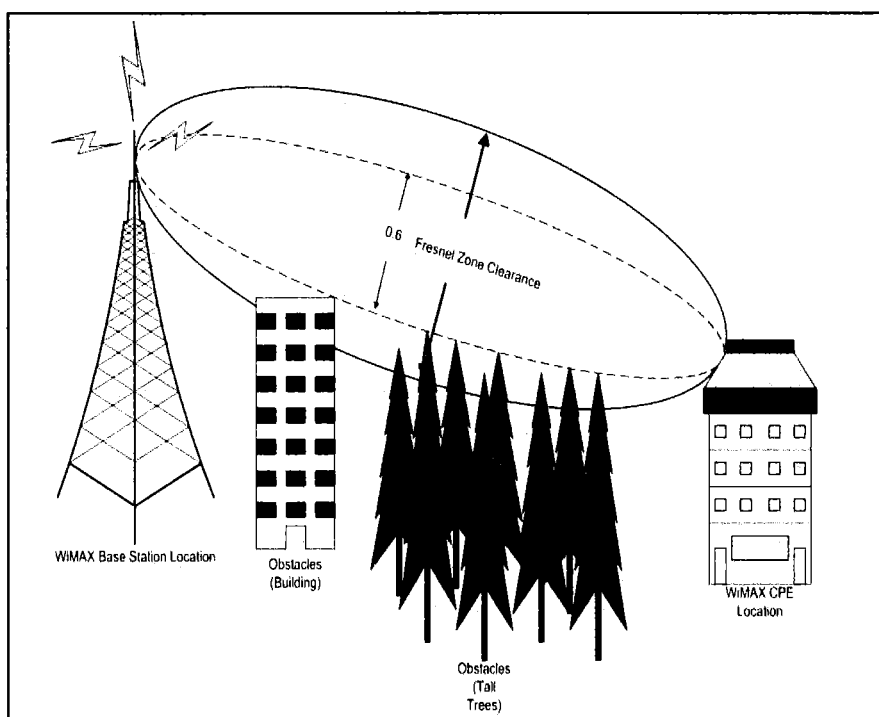 0.6 Fresnel Zone Clearance
WiMAX Base Station Location
Obstacles
(Building)
WiMAX CPE
Location
Obstacles
(Tall
Trees)